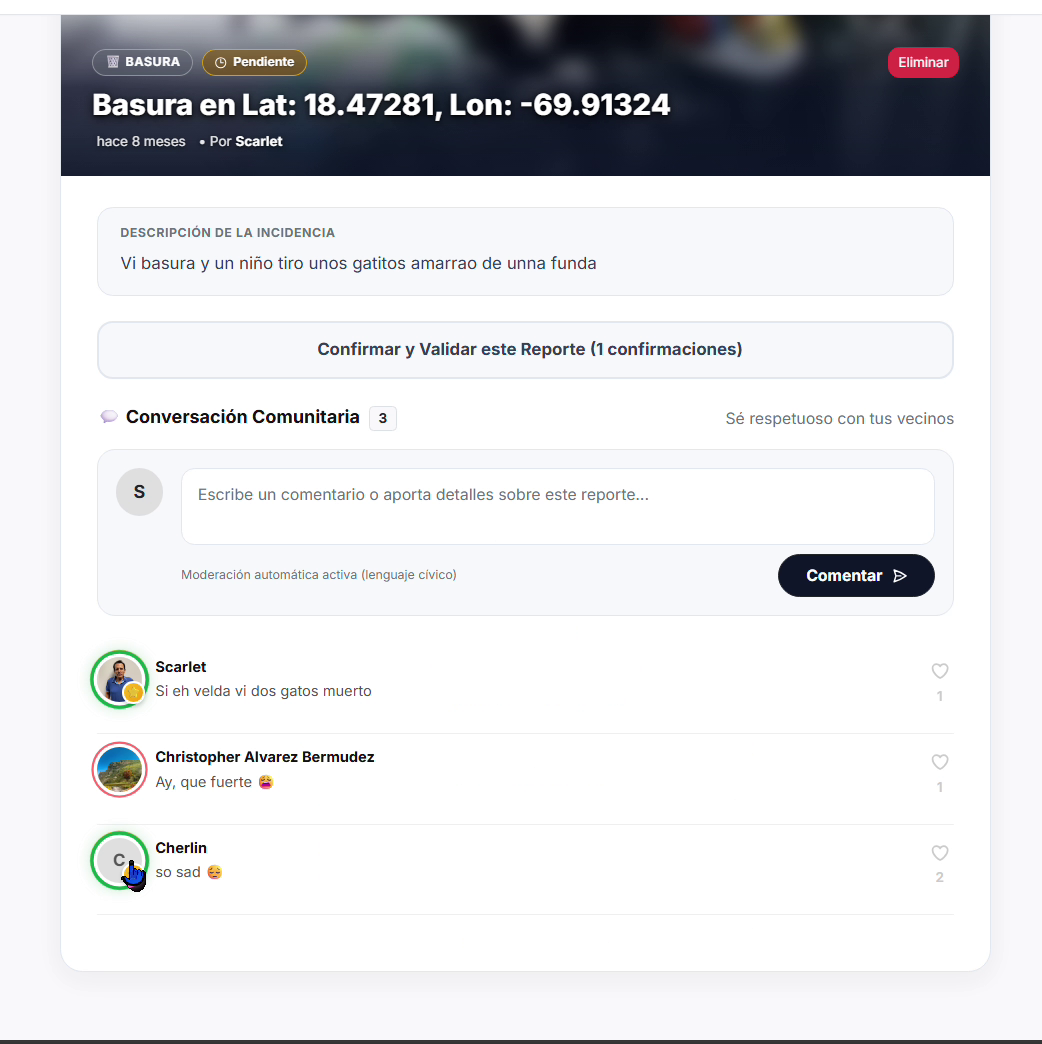 BASURA
Pendiente
Eliminar
Basura en Lat: 18.47281, Lon: -69.91324
hace 8 meses • Por Scarlet
DESCRIPCIÓN DE LA INCIDENCIA
Vi basura y un niño tiro unos gatitos amarrao de unna funda
Confirmar y Validar este Reporte (1 confirmaciones)
Conversación Comunitaria 3
Sé respetuoso con tus vecinos
S
Escribe un comentario o aporta detalles sobre este reporte...
Moderación automática activa (lenguaje cívico)
Comentar
Scarlet
Si eh velda vi dos gatos muerto
1
Christopher Alvarez Bermudez
Ay, que fuerte 😫
1
C
Cherlin
so sad 😅
2